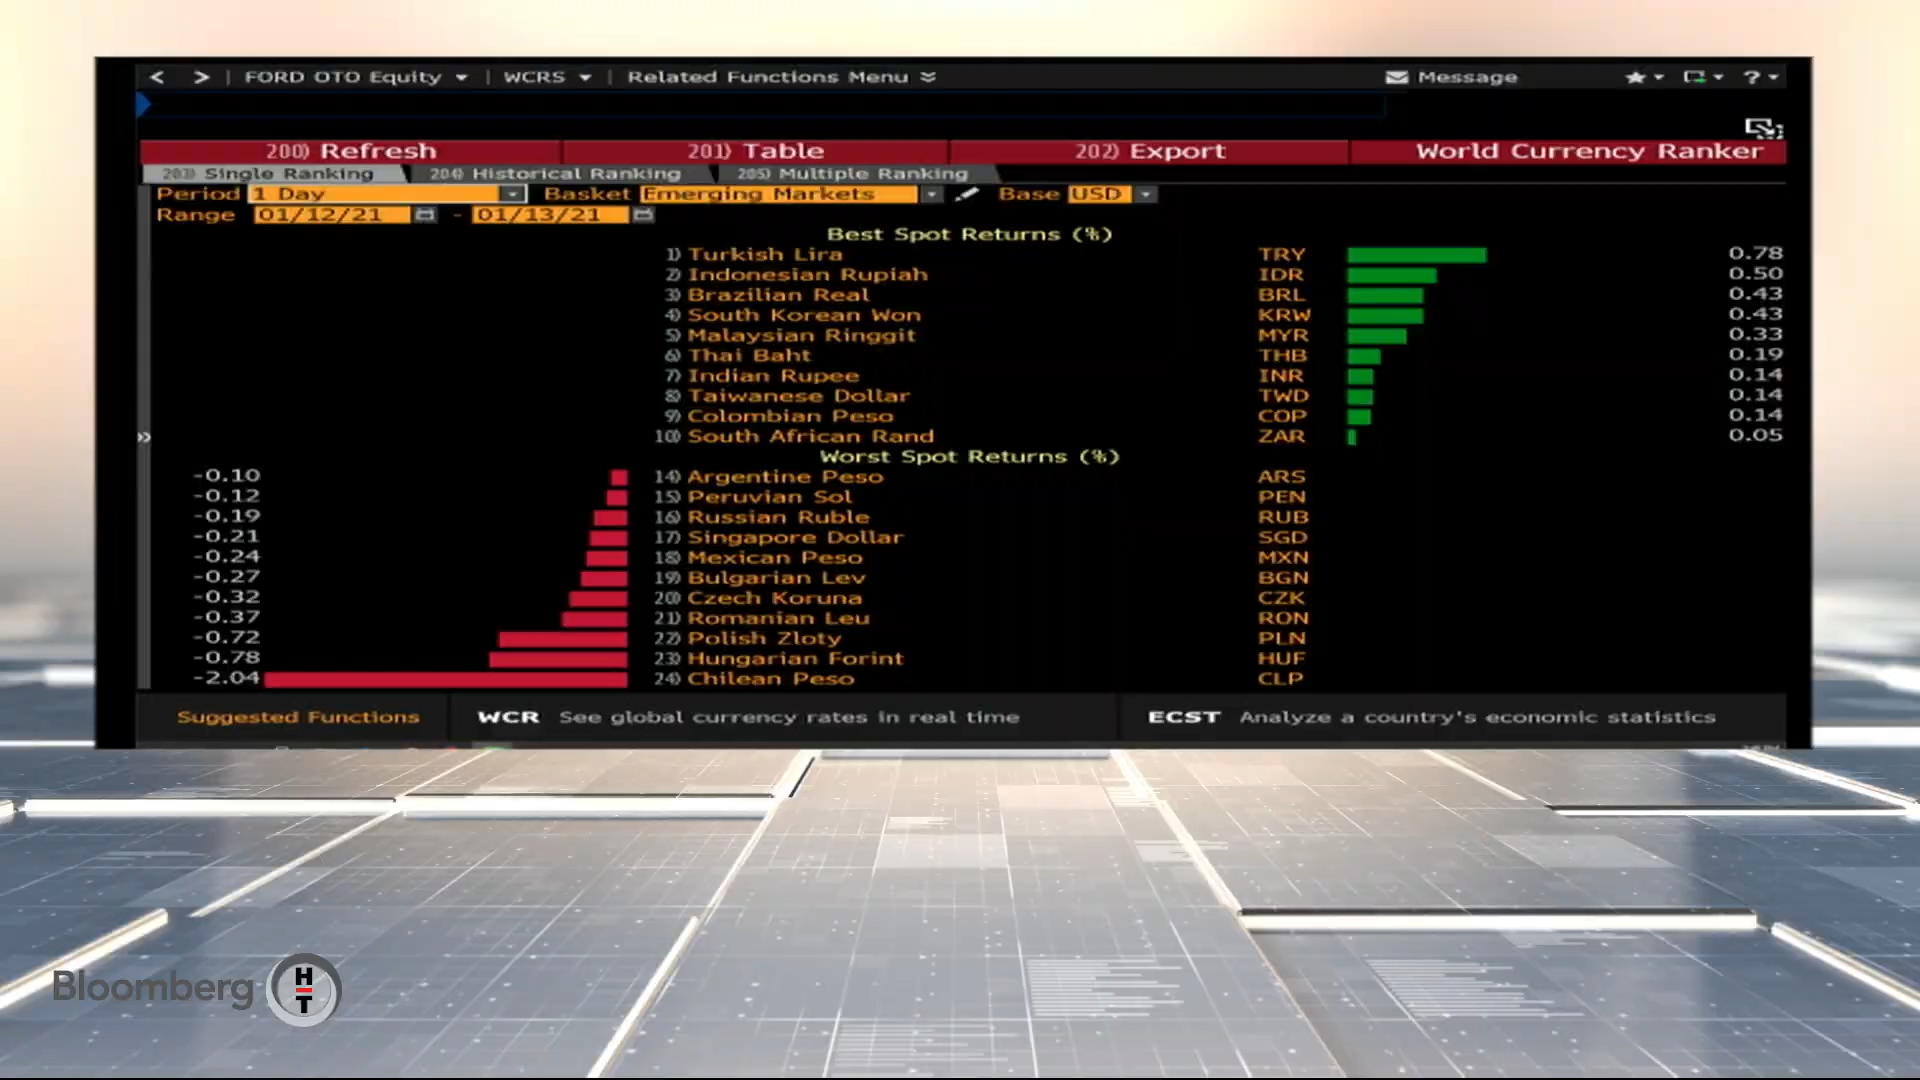 < > FORD OTO Equity WCRS Related Functions Menu Message ?
200) Refresh 201) Table 202) Export World Currency Ranker
203) Single Ranking 204) Historical Ranking 205) Multiple Ranking
Period 1 Day Basket Emerging Markets Base USD
Range 01/12/21 - 01/13/21
Best Spot Returns (%)
1) Turkish Lira TRY 0.78
2) Indonesian Rupiah IDR 0.50
3) Brazilian Real BRL 0.43
4) South Korean Won KRW 0.43
5) Malaysian Ringgit MYR 0.33
6) Thai Baht THB 0.19
7) Indian Rupee INR 0.14
8) Taiwanese Dollar TWD 0.14
9) Colombian Peso COP 0.14
10) South African Rand ZAR 0.05
Worst Spot Returns (%)
-0.10 14) Argentine Peso ARS
-0.12 15) Peruvian Sol PEN
-0.19 16) Russian Ruble RUB
-0.21 17) Singapore Dollar SGD
-0.24 18) Mexican Peso MXN
-0.27 19) Bulgarian Lev BGN
-0.32 20) Czech Koruna CZK
-0.37 21) Romanian Leu RON
-0.72 22) Polish Zloty PLN
-0.78 23) Hungarian Forint HUF
-2.04 24) Chilean Peso CLP
Suggested Functions WCR See global currency rates in real time ECST Analyze a country's economic statistics
Bloomberg HT